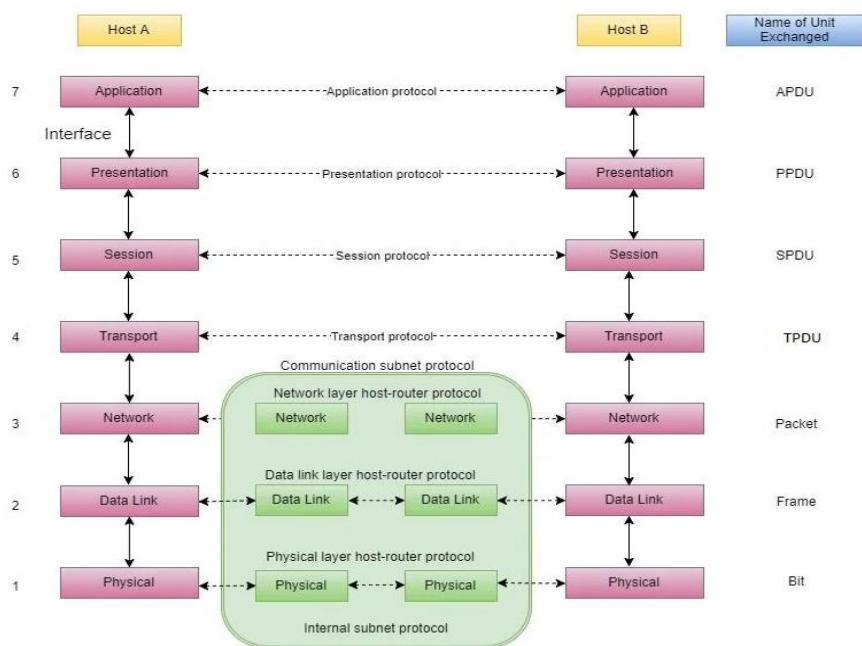 Host A
Host B
Name of Unit
Exchanged
7
Application
Application protocol
Application
APDU
Interface
6
Presentation
Presentation protocol
Presentation
PPDU
5
Session
Session protocol
Session
SPDU
4
Transport
Transport protocol
Transport
TPDU
Communication subnet protocol
Network layer host-router protocol
3
Network
Network
Network
Network
Packet
Data link layer host-router protocol
2
Data Link
Data Link
Data Link
Data Link
Frame
Physical layer host-router protocol
1
Physical
Physical
Physical
Physical
Bit
Internal subnet protocol